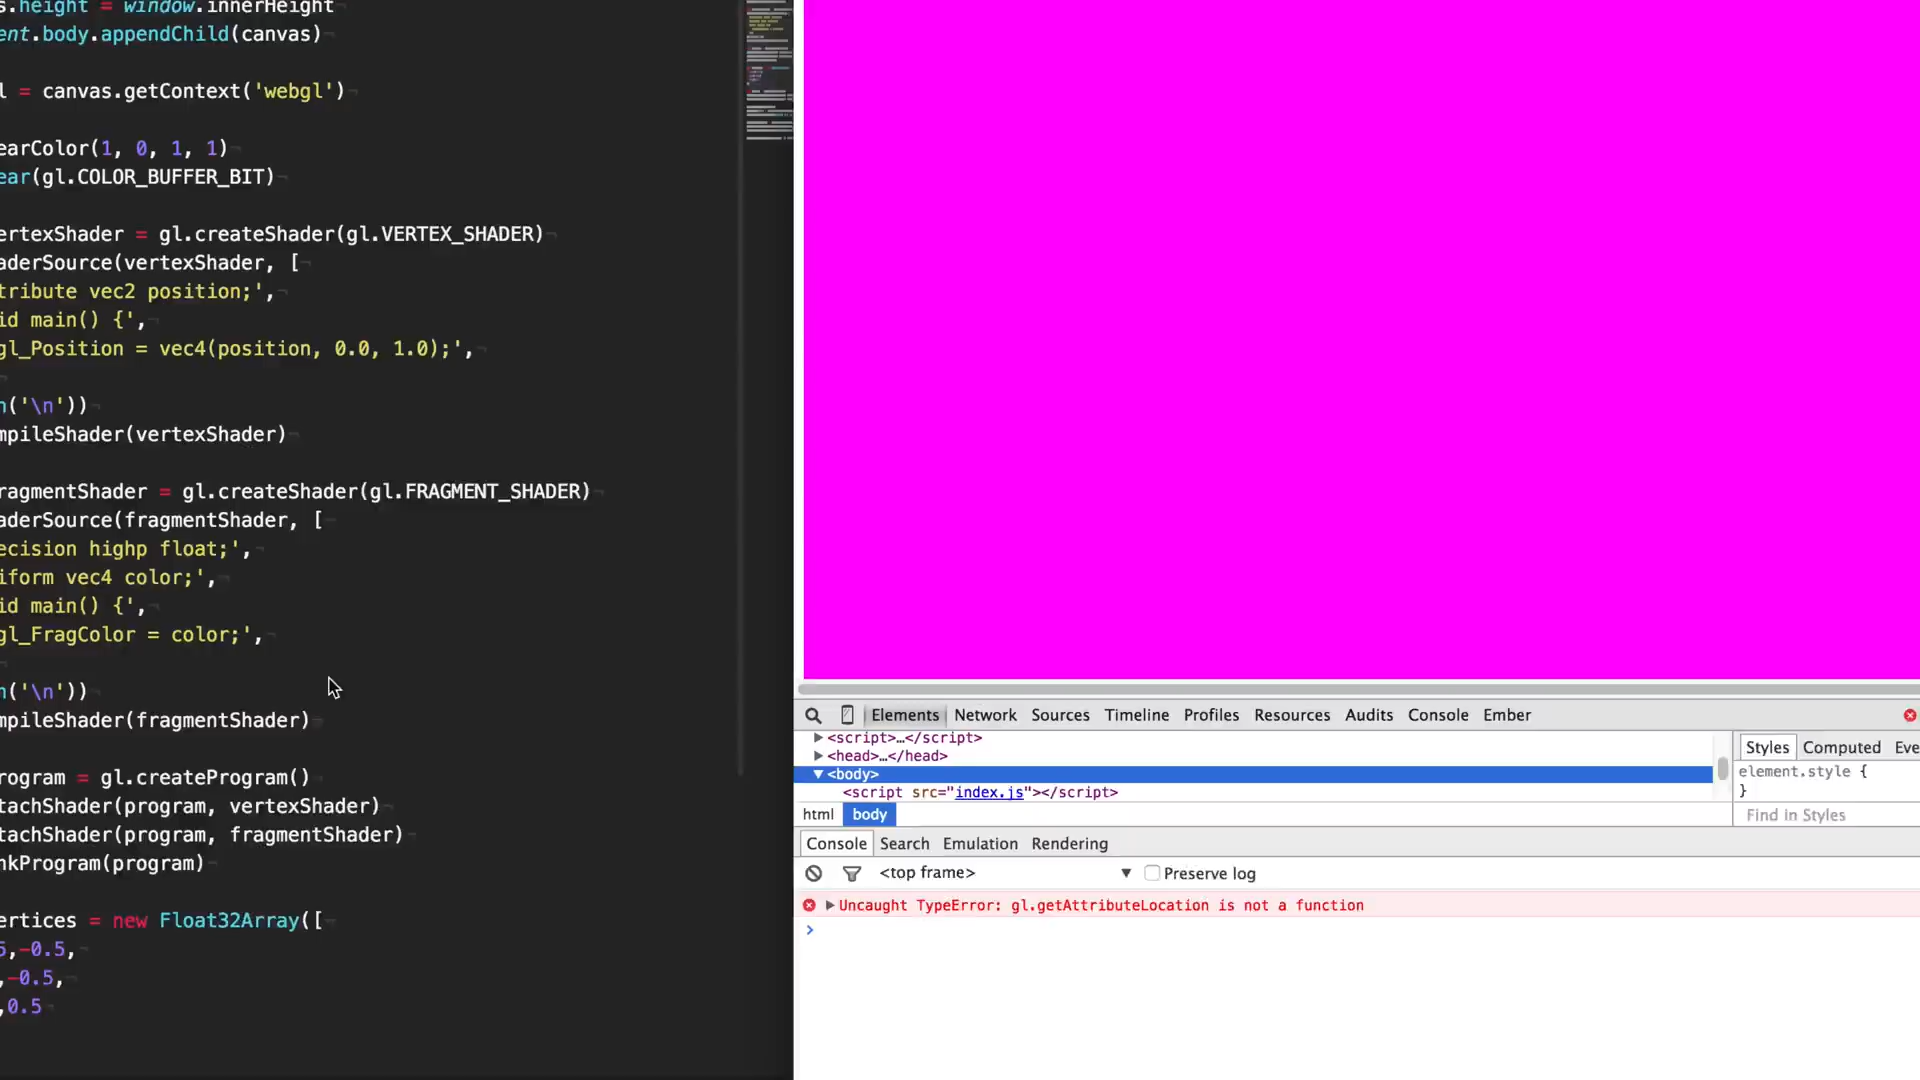 s.height = window.innerHeight
ent.body.appendChild(canvas)
l = canvas.getContext('webgl')
earColor(1, 0, 1, 1)
ear(gl.COLOR_BUFFER_BIT)
ertexShader = gl.createShader(gl.VERTEX_SHADER)
aderSource(vertexShader, [
tribute vec2 position;',
id main() {',
gl_Position = vec4(position, 0.0, 1.0);',
n('\n'))
mpileShader(vertexShader)
ragmentShader = gl.createShader(gl.FRAGMENT_SHADER)
aderSource(fragmentShader, [
ecision highp float;',
iform vec4 color;',
id main() {',
gl_FragColor = color;',
n('\n'))
mpileShader(fragmentShader)
rogram = gl.createProgram()
tachShader(program, vertexShader)
tachShader(program, fragmentShader)
nkProgram(program)
ertices = new Float32Array([
5,-0.5,
,-0.5,
,0.5
Elements Network Sources Timeline Profiles Resources Audits Console Ember
<script>…</script>
<head>…</head>
<body>
<script src="index.js"></script>
html body
Styles Computed Eve
element.style {
}
Find in Styles
Console Search Emulation Rendering
<top frame> Preserve log
Uncaught TypeError: gl.getAttributeLocation is not a function